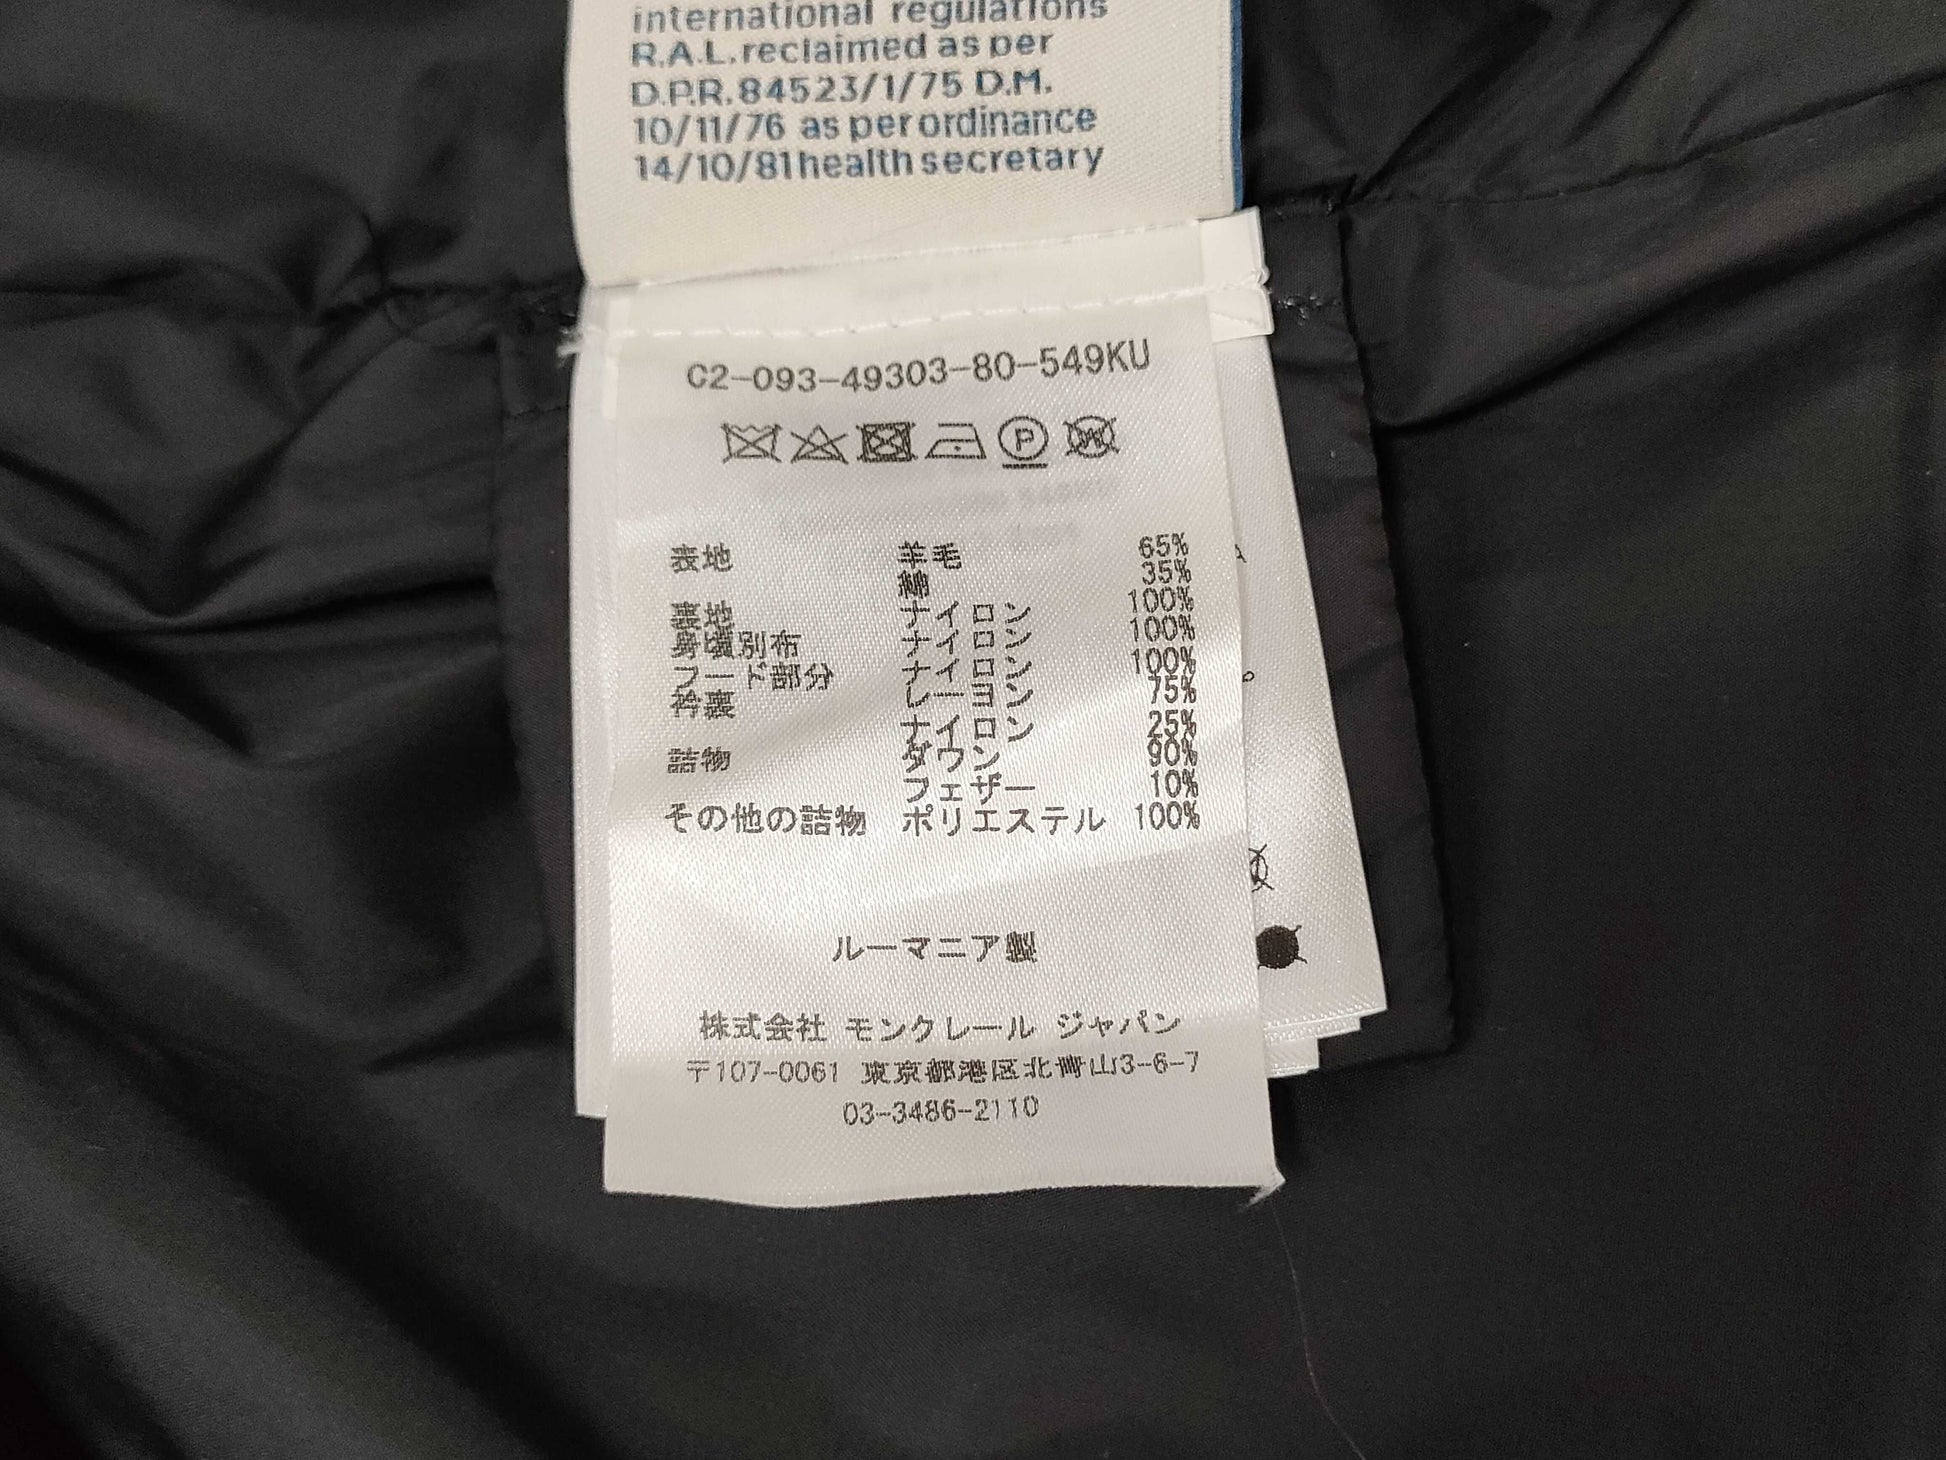 international regulations
R.A.L. reclaimed as per
D.P.R. 84523/1/75 D.M.
10/11/76 as per ordinance
14/10/81 health secretary
C2-093-49303-80-549KU
P
W
表地 羊毛 65%
綿 35%
裏地 ナイロン 100%
身頃別布 ナイロン 100%
フード部分 ナイロン 100%
衿裏 レーヨン 75%
ナイロン 25%
詰物 ダウン 90%
フェザー 10%
その他の詰物 ポリエステル 100%
ルーマニア製
株式会社 モンクレール ジャパン
〒107-0061 東京都港区北青山3-6-7
03-3486-2110